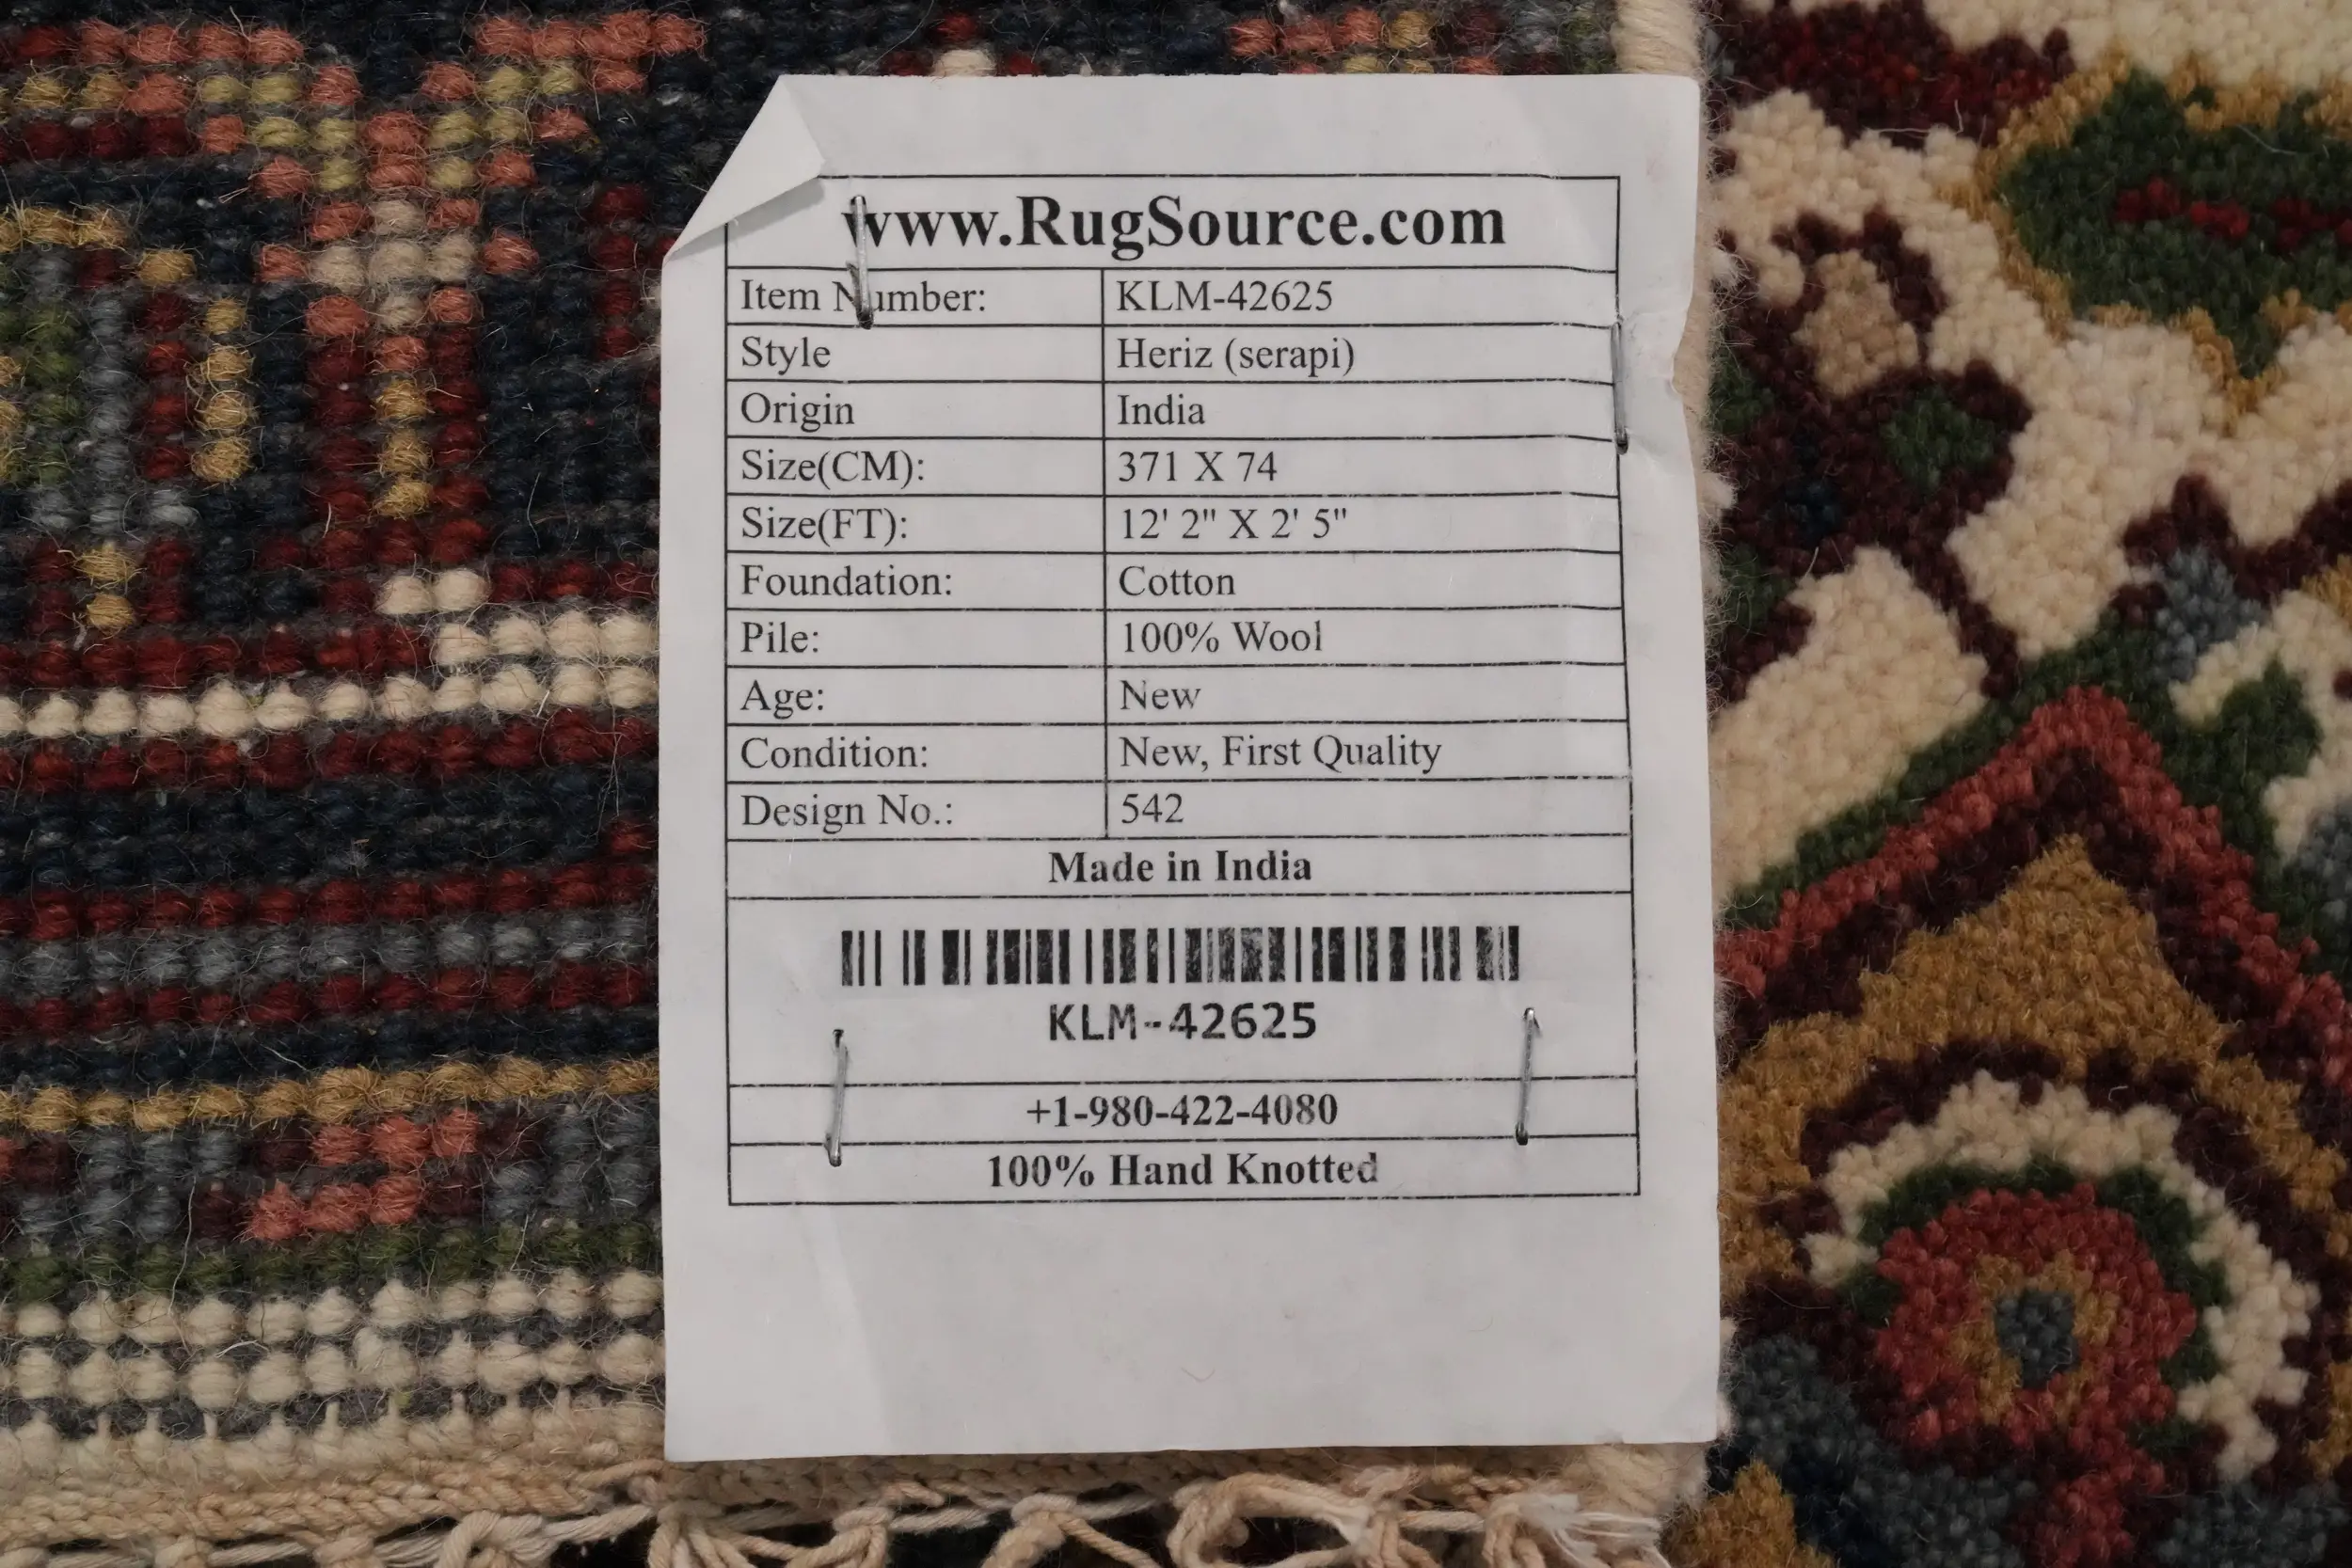 www.RugSource.com
Item Number: KLM-42625
Style Heriz (serapi)
Origin India
Size(CM): 371 X 74
Size(FT): 12' 2" X 2' 5"
Foundation: Cotton
Pile: 100% Wool
Age: New
Condition: New, First Quality
Design No.: 542
Made in India
KLM-42625
+1-980-422-4080
100% Hand Knotted